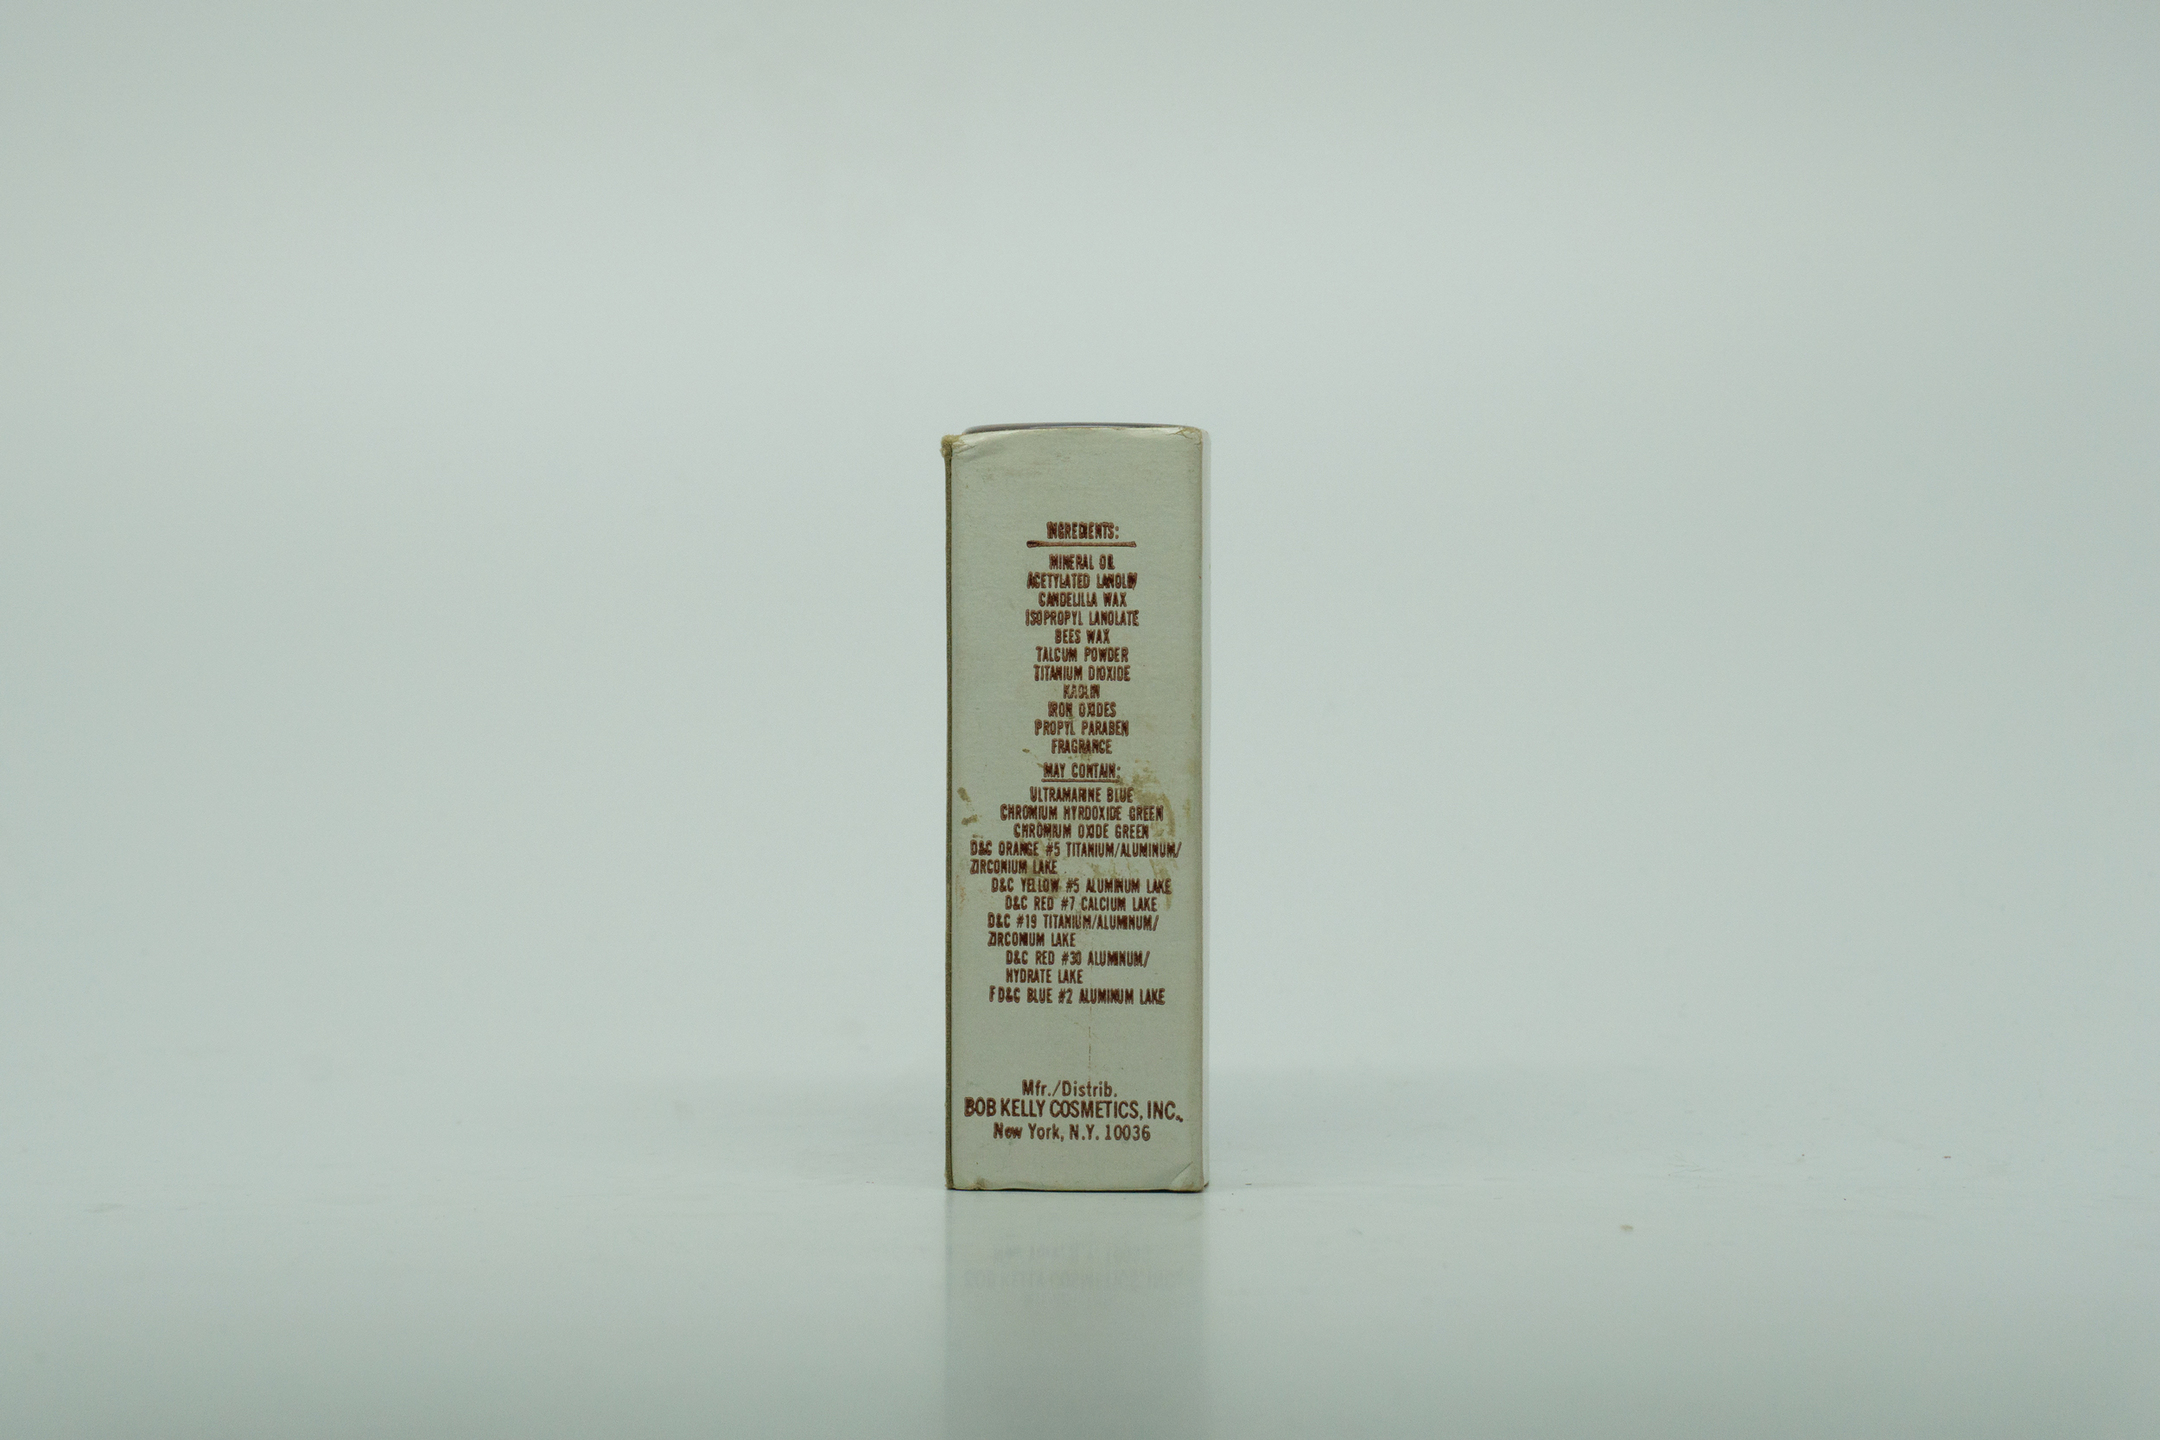 INGREDIENTS:
MINERAL OIL
ACETYLATED LANOLIN
CANDELILLA WAX
ISOPROPYL LANOLATE
BEES WAX
TALCUM POWDER
TITANIUM DIOXIDE
KAOLIN
IRON OXIDES
PROPYL PARABEN
FRAGRANCE
MAY CONTAIN:
ULTRAMARINE BLUE
CHROMIUM HYRDOXIDE GREEN
CHROMIUM OXIDE GREEN
D&C ORANGE #5 TITANIUM/ALUMINUM/
ZIRCONIUM LAKE
D&C YELLOW #5 ALUMINUM LAKE
D&C RED #7 CALCIUM LAKE
D&C #19 TITANIUM/ALUMINUM/
ZIRCONIUM LAKE
D&C RED #30 ALUMINUM/
HYDRATE LAKE
F D&C BLUE #2 ALUMINUM LAKE
Mfr./Distrib.
BOB KELLY COSMETICS, INC.,
New York, N.Y. 10036